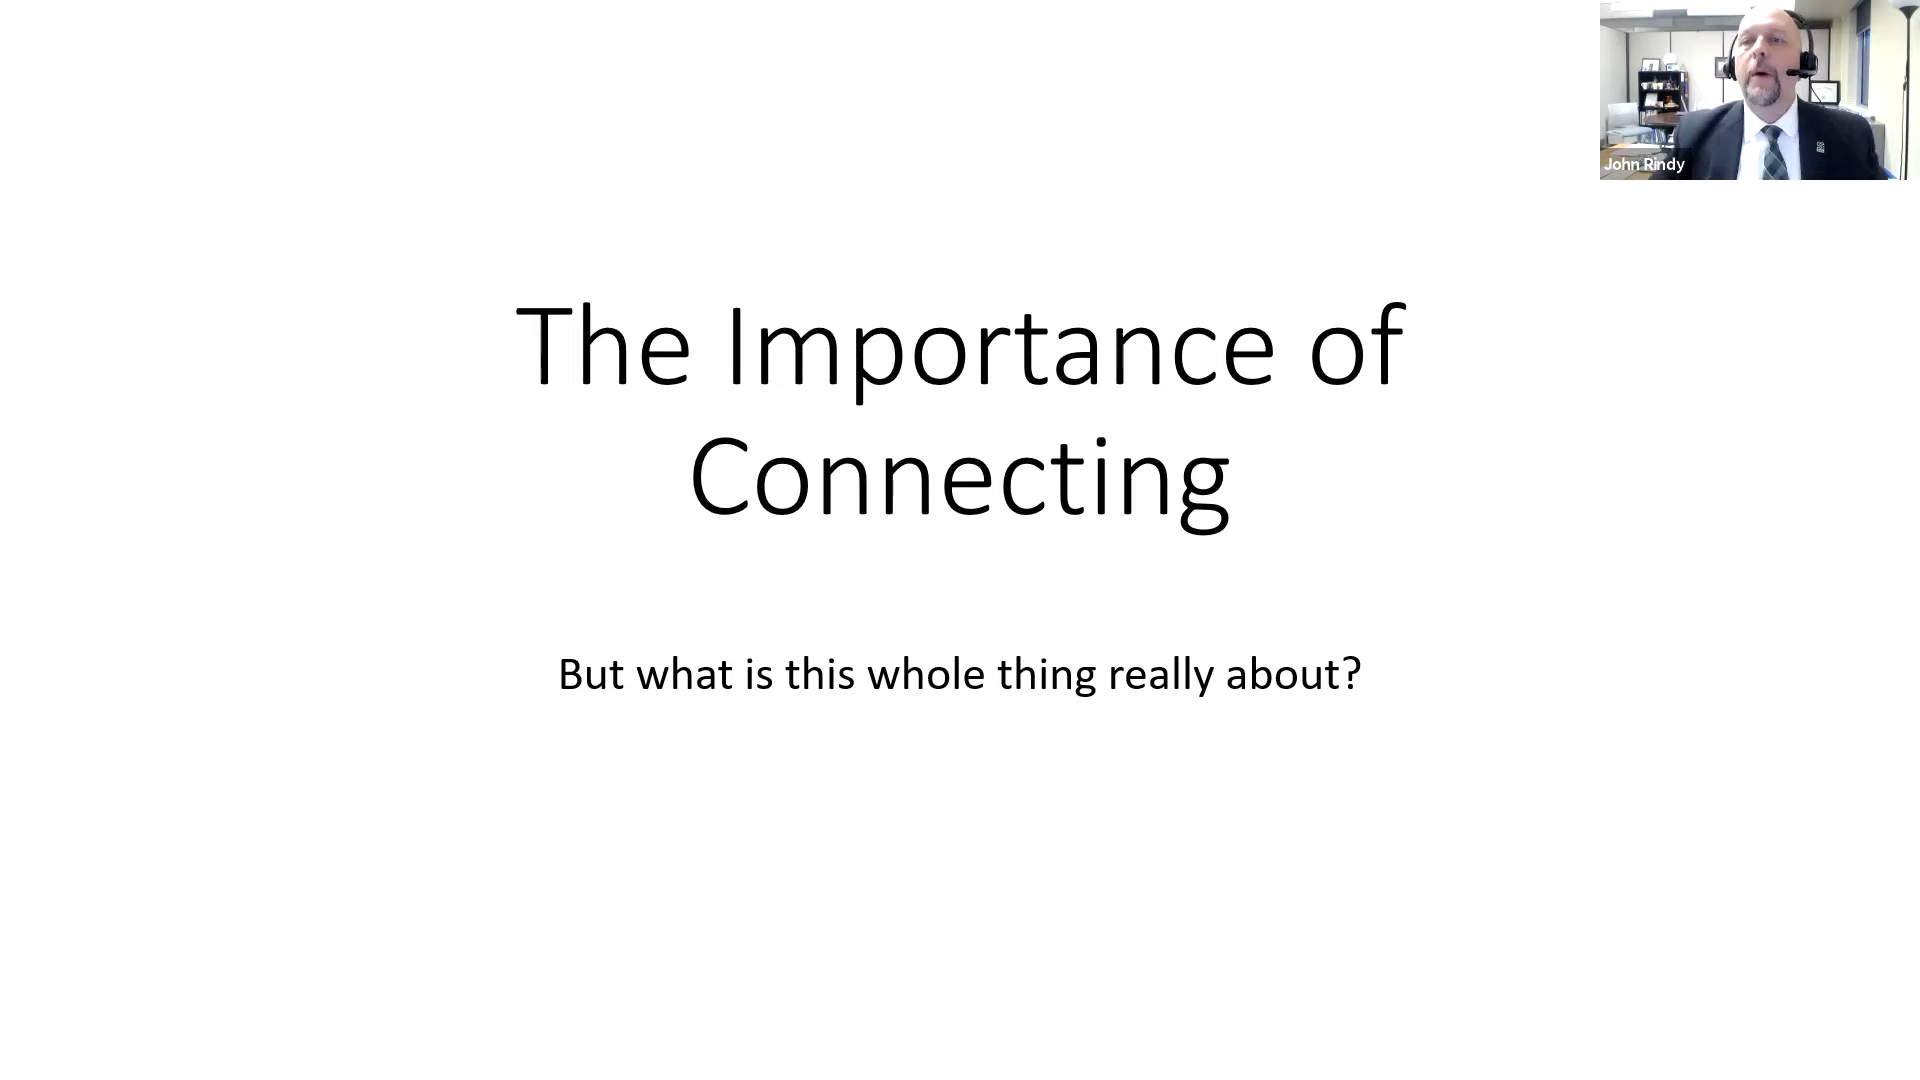 John Rindy
The Importance of
Connecting
But what is this whole thing really about?